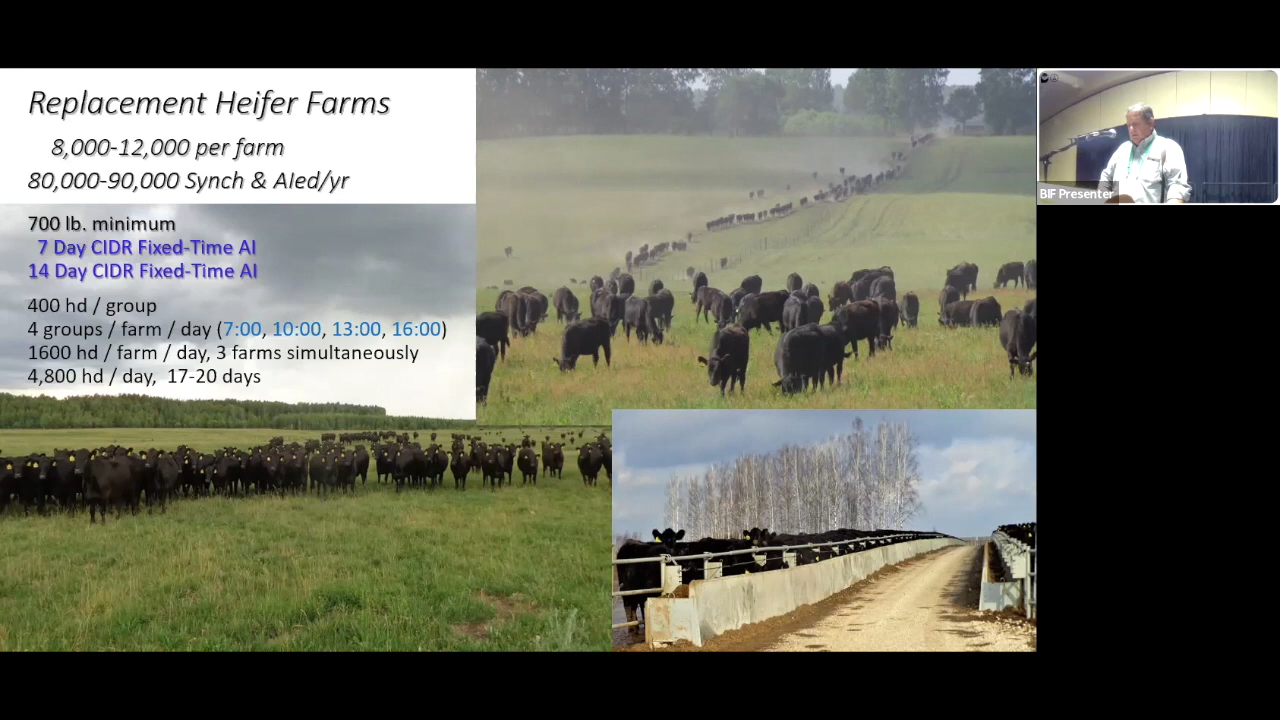 Replacement Heifer Farms
8,000-12,000 per farm
80,000-90,000 Synch & AIed/yr
700 lb. minimum
7 Day CIDR Fixed-Time AI
14 Day CIDR Fixed-Time AI
400 hd / group
4 groups / farm / day (7:00, 10:00, 13:00, 16:00)
1600 hd / farm / day, 3 farms simultaneously
4,800 hd / day, 17-20 days
BIF Presenter